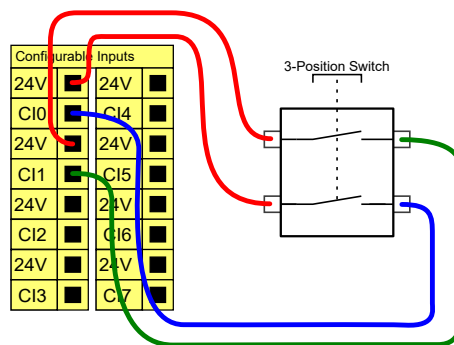 3-Position Switch
Configurable Inputs
24V 24V
CI0 CI4
24V 24V
CI1 CI5
24V 24V
CI2 CI6
24V 24V
CI3 CI7